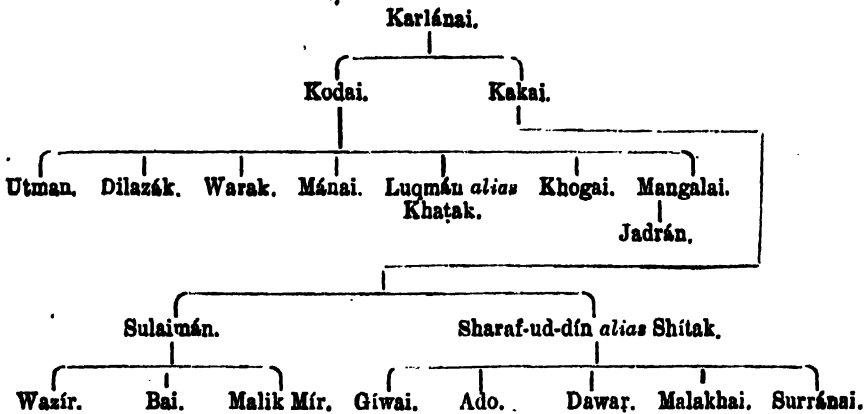 Karlánai.
Kodai. Kakai.
Utman. Dilazák. Warak. Mánai. Luqmán alias Khogai. Mangalai.
Khaṭak.
Jadrán.
Sulaimán. Sharaf-ud-dín alias Shítak.
Wazír. Bai. Malik Mír. Gíwai. Ado. Dawaṛ. Malakhai. Surránai.